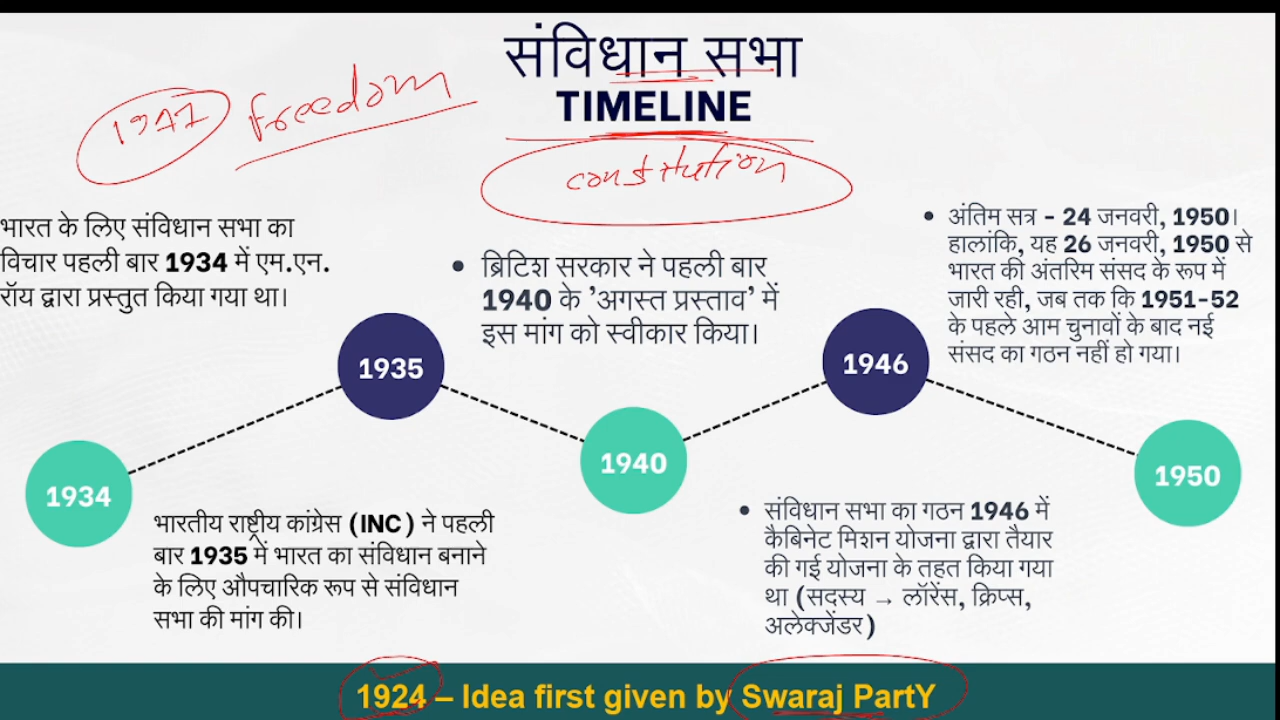 संविधान सभा
TIMELINE
1947 freedom
constitution
भारत के लिए संविधान सभा का
विचार पहली बार 1934 में एम.एन.
रॉय द्वारा प्रस्तुत किया गया था।
• ब्रिटिश सरकार ने पहली बार
1940 के ’अगस्त प्रस्ताव’ में
इस मांग को स्वीकार किया।
• अंतिम सत्र - 24 जनवरी, 1950।
हालांकि, यह 26 जनवरी, 1950 से
भारत की अंतरिम संसद के रूप में
जारी रही, जब तक कि 1951-52
के पहले आम चुनावों के बाद नई
संसद का गठन नहीं हो गया।
1934
1935
1940
1946
1950
भारतीय राष्ट्रीय कांग्रेस (INC) ने पहली
बार 1935 में भारत का संविधान बनाने
के लिए औपचारिक रूप से संविधान
सभा की मांग की।
• संविधान सभा का गठन 1946 में
कैबिनेट मिशन योजना द्वारा तैयार
की गई योजना के तहत किया गया
था (सदस्य → लॉरेंस, क्रिप्स,
अलेक्जेंडर)
1924 – Idea first given by Swaraj PartY